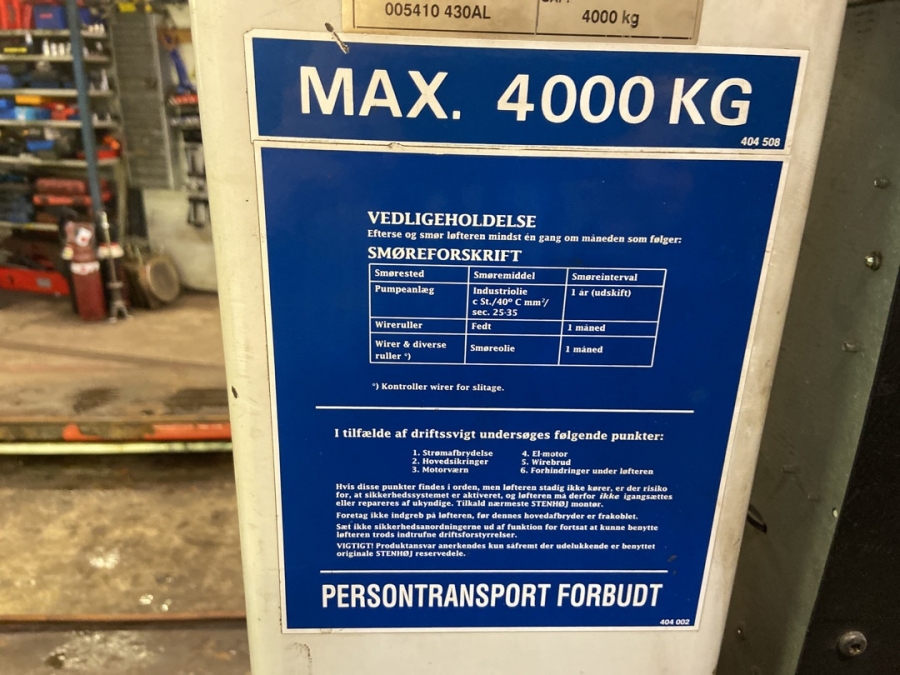 005410 430AL
4000 kg
MAX. 4000 KG
404 508
VEDLIGEHOLDELSE
Efterse og smør løfteren mindst én gang om måneden som følger:
SMØREFORSKRIFT
Smørested Smøremiddel Smøreinterval
Pumpeanlæg Industriolie 1 år (udskift)
c St./40º C mm²/
sec. 25-35
Wireruller Fedt 1 måned
Wirer & diverse Smøreolie 1 måned
ruller *)
*) Kontroller wirer for slitage.
I tilfælde af driftssvigt undersøges følgende punkter:
1. Strømafbrydelse 4. El-motor
2. Hovedsikringer 5. Wirebrud
3. Motorværn 6. Forhindringer under løfteren
Hvis disse punkter findes i orden, men løfteren stadig ikke kører, er der risiko
for, at sikkerhedssystemet er aktiveret, og løfteren må derfor ikke igangsættes
eller repareres af ukyndige. Tilkald nærmeste STENHØJ montør.
Foretag ikke indgreb på løfteren, før dennes hovedafbryder er frakoblet.
Sæt ikke sikkerhedsanordningerne ud af funktion for fortsat at kunne benytte
løfteren trods indtrufne driftsforstyrrelser.
VIGTIGT! Produktansvar anerkendes kun såfremt der udelukkende er benyttet
originale STENHØJ reservedele.
PERSONTRANSPORT FORBUDT
404 002